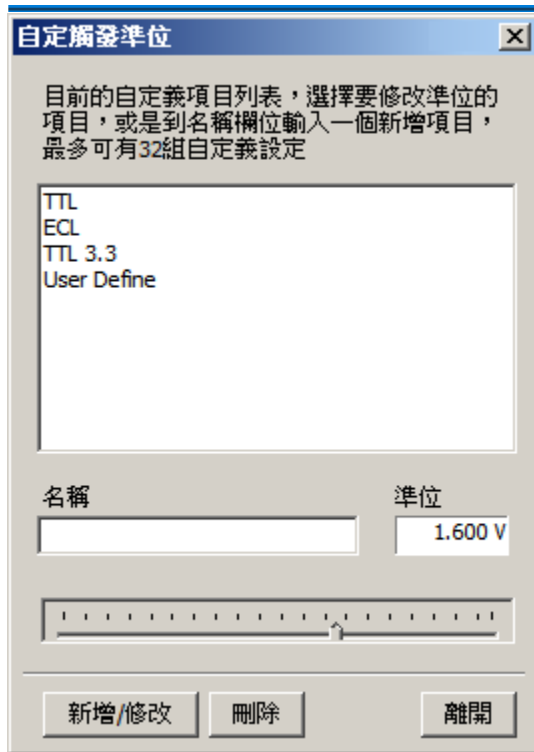 自定觸發準位
目前的自定義項目列表，選擇要修改準位的
項目，或是到名稱欄位輸入一個新增項目，
最多可有32組自定義設定
TTL
ECL
TTL 3.3
User Define
名稱 準位
1.600 V
新增/修改 刪除 離開